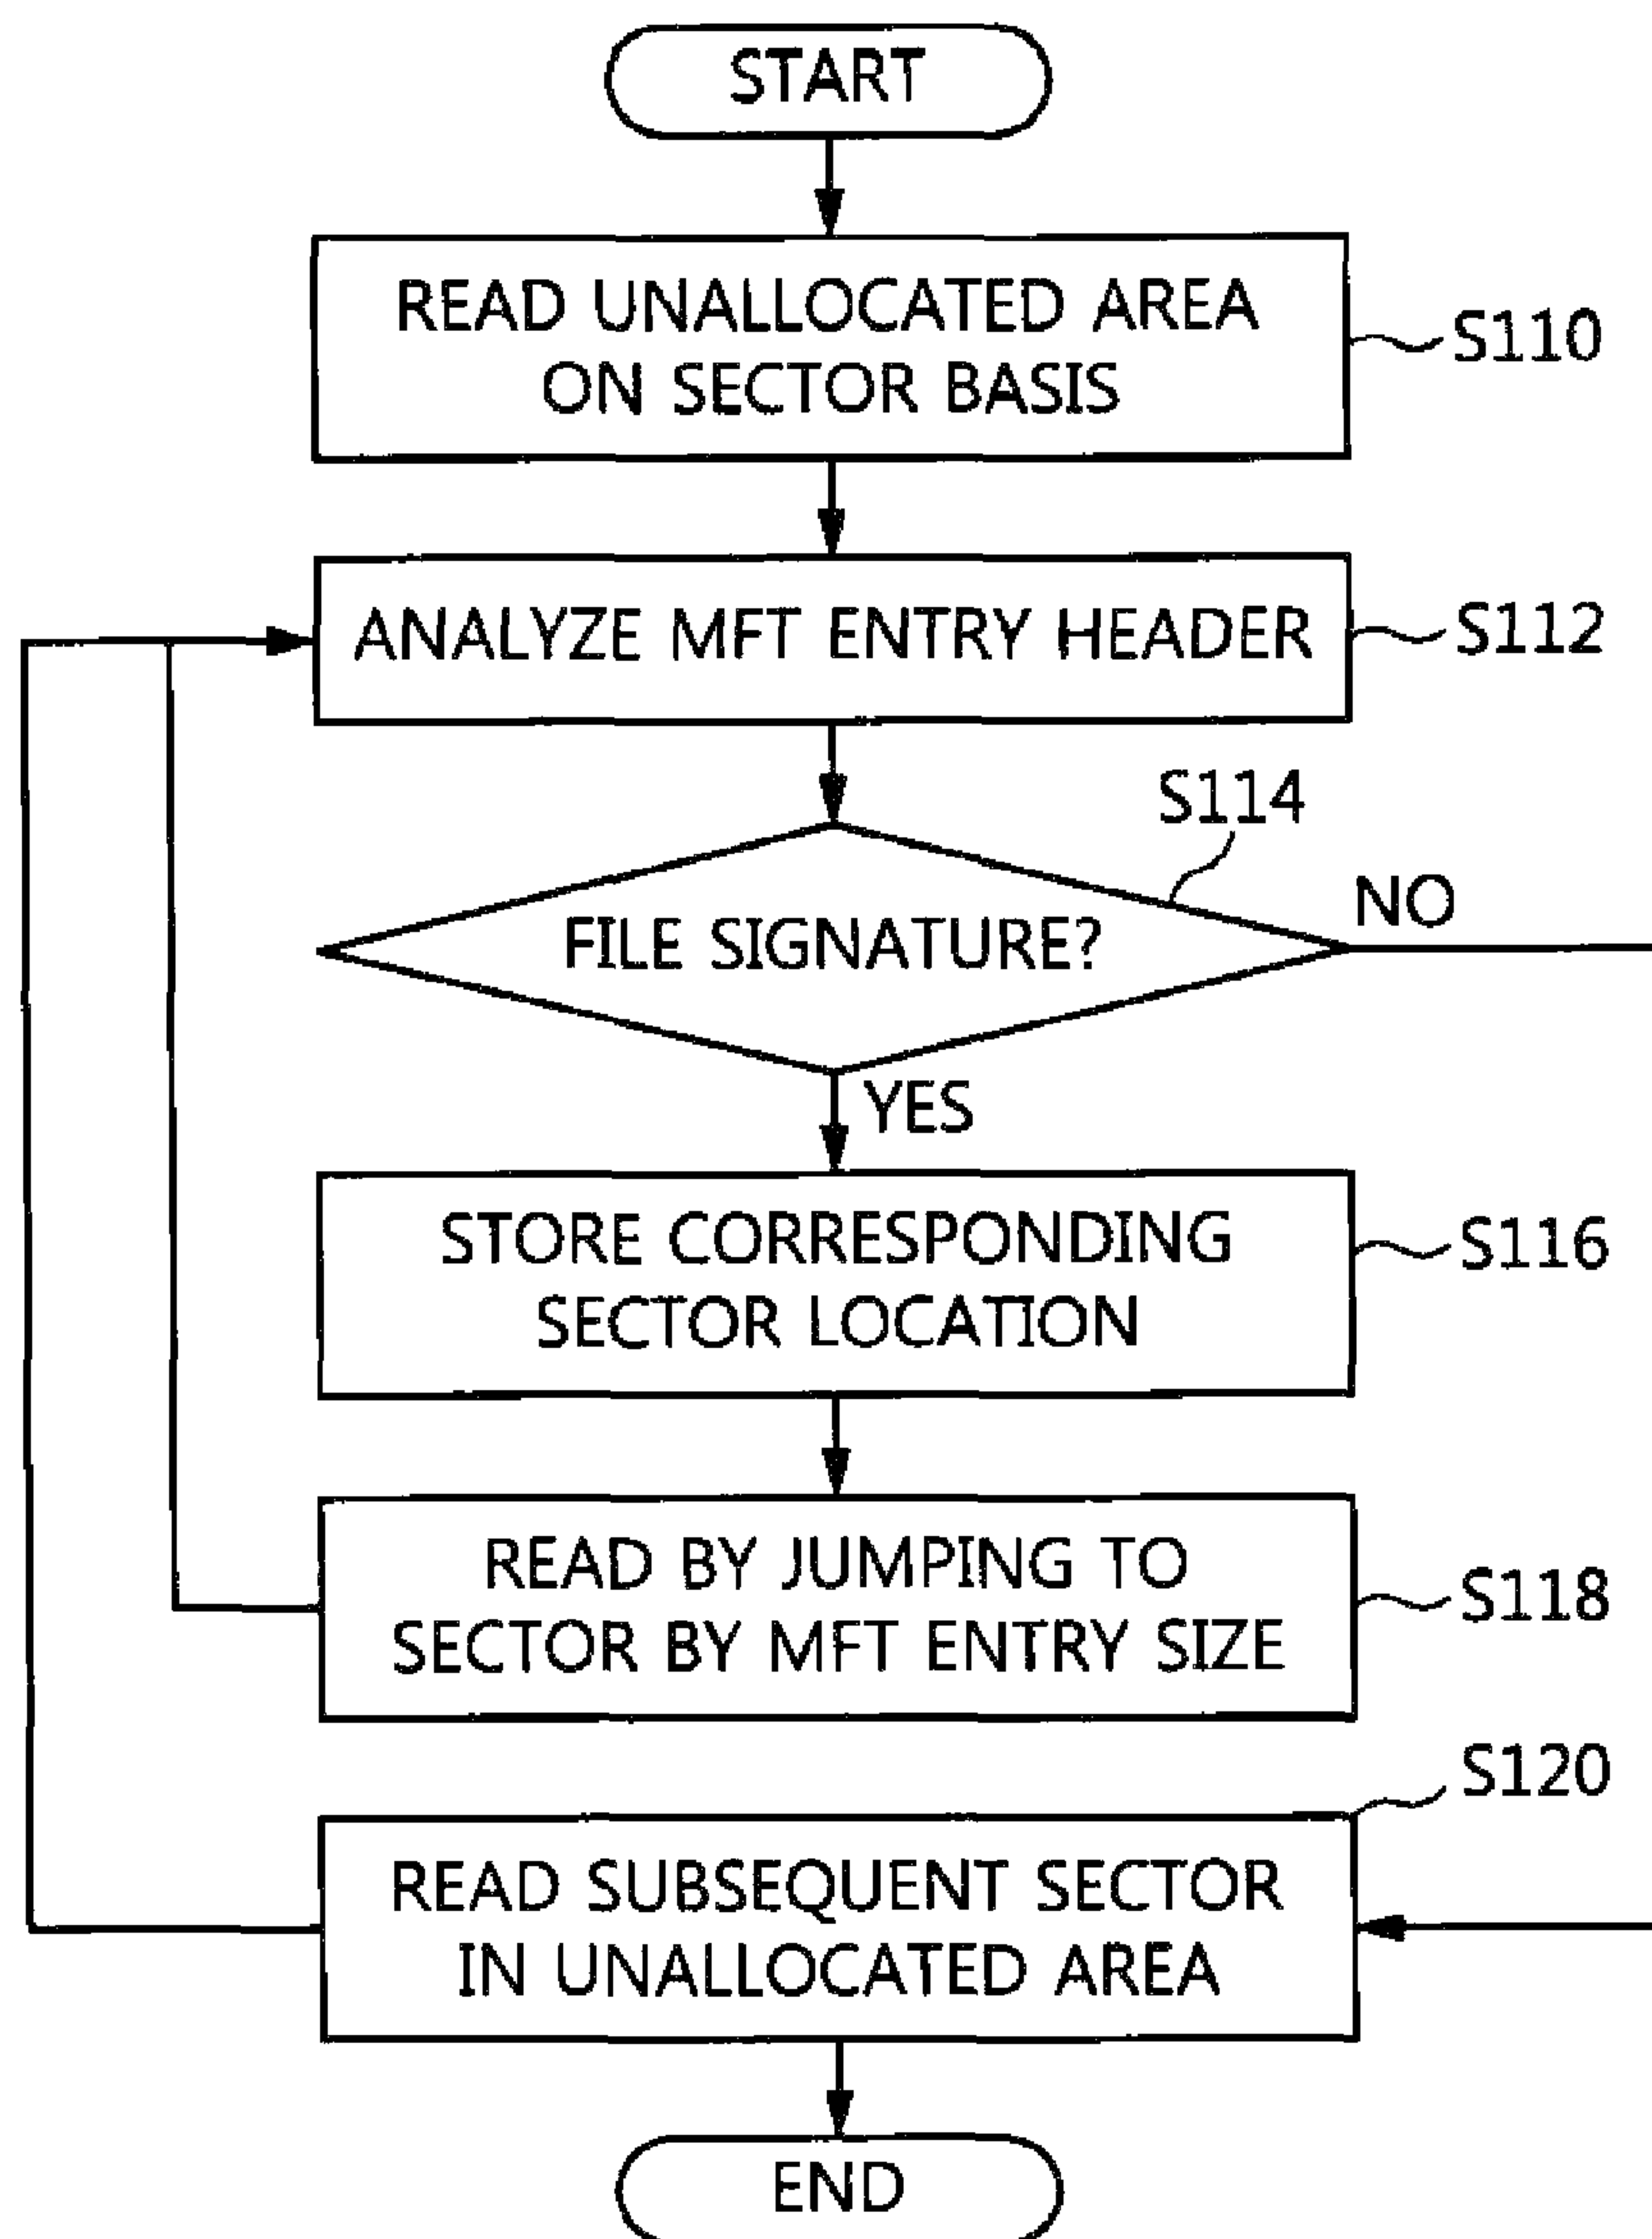 START
READ UNALLOCATED AREA
ON SECTOR BASIS
S110
ANALYZE MFT ENTRY HEADER
S112
S114
FILE SIGNATURE?
NO
YES
STORE CORRESPONDING
SECTOR LOCATION
S116
READ BY JUMPING TO
SECTOR BY MFT ENTRY SIZE
S118
S120
READ SUBSEQUENT SECTOR
IN UNALLOCATED AREA
END